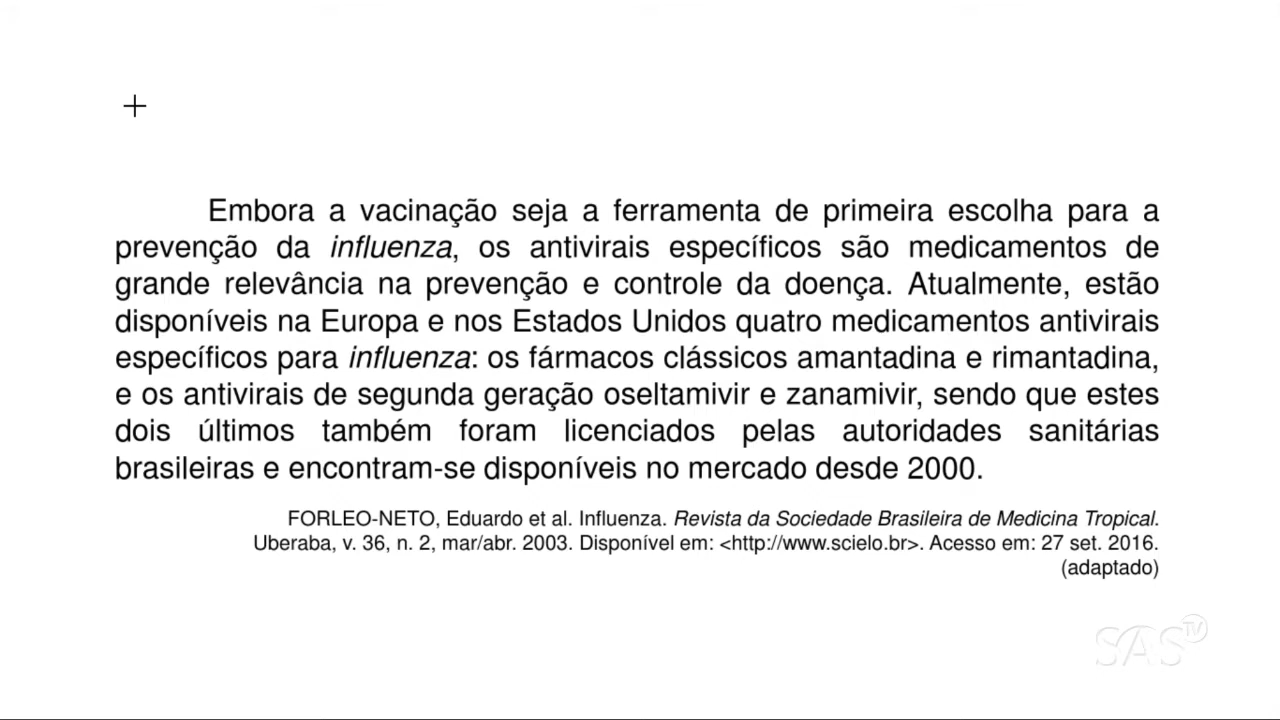 Embora a vacinação seja a ferramenta de primeira escolha para a
prevenção da influenza, os antivirais específicos são medicamentos de
grande relevância na prevenção e controle da doença. Atualmente, estão
disponíveis na Europa e nos Estados Unidos quatro medicamentos antivirais
específicos para influenza: os fármacos clássicos amantadina e rimantadina,
e os antivirais de segunda geração oseltamivir e zanamivir, sendo que estes
dois últimos também foram licenciados pelas autoridades sanitárias
brasileiras e encontram-se disponíveis no mercado desde 2000.
FORLEO-NETO, Eduardo et al. Influenza. Revista da Sociedade Brasileira de Medicina Tropical.
Uberaba, v. 36, n. 2, mar/abr. 2003. Disponível em: <http://www.scielo.br>. Acesso em: 27 set. 2016.
(adaptado)
SAS TV